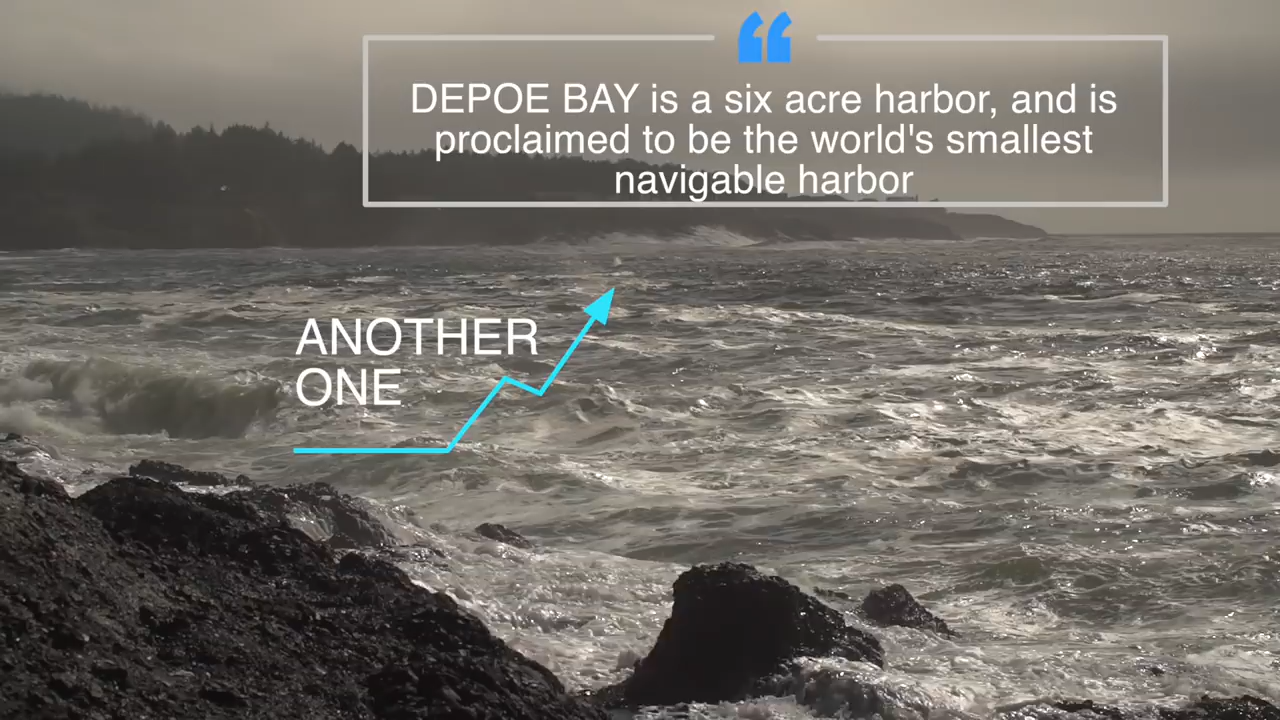 DEPOE BAY is a six acre harbor, and is
proclaimed to be the world's smallest
navigable harbor
ANOTHER
ONE